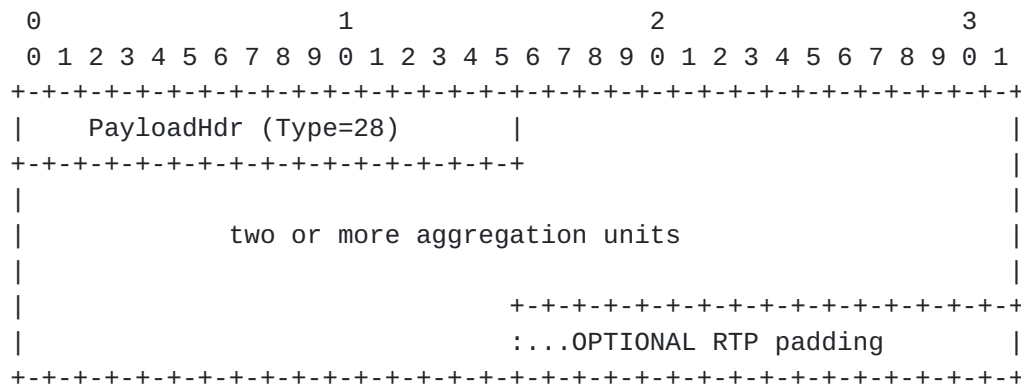 0                   1                   2                   3
 0 1 2 3 4 5 6 7 8 9 0 1 2 3 4 5 6 7 8 9 0 1 2 3 4 5 6 7 8 9 0 1
+-+-+-+-+-+-+-+-+-+-+-+-+-+-+-+-+-+-+-+-+-+-+-+-+-+-+-+-+-+-+-+-+
|    PayloadHdr (Type=28)       |                               |
+-+-+-+-+-+-+-+-+-+-+-+-+-+-+-+-+                               |
|                                                               |
|             two or more aggregation units                     |
|                                                               |
|                               +-+-+-+-+-+-+-+-+-+-+-+-+-+-+-+-+
|                               :...OPTIONAL RTP padding        |
+-+-+-+-+-+-+-+-+-+-+-+-+-+-+-+-+-+-+-+-+-+-+-+-+-+-+-+-+-+-+-+-+